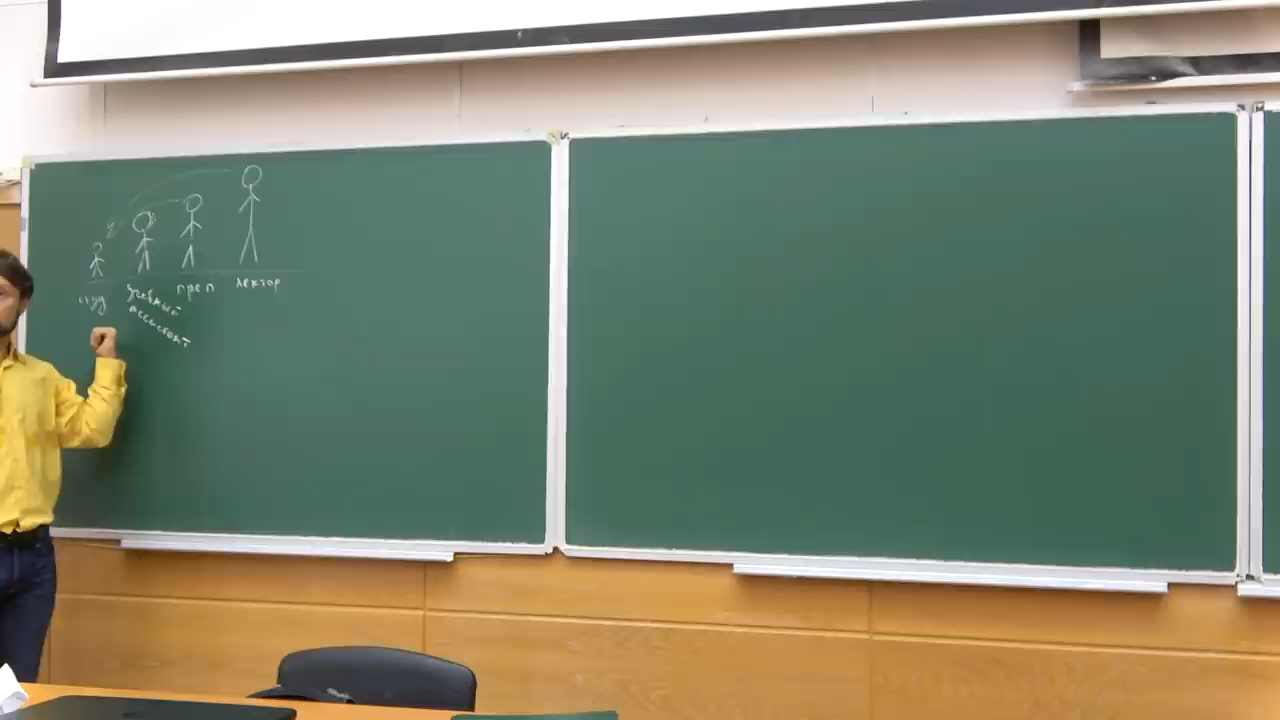 студ
учебный
ассистент
преп
лектор